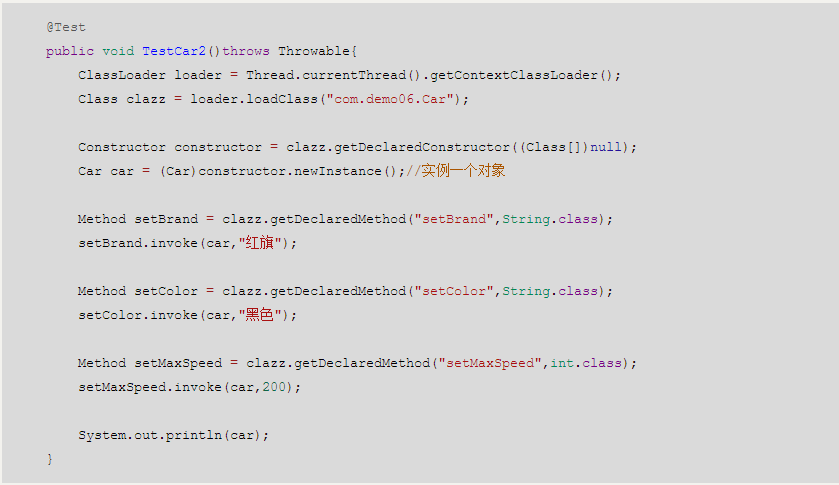 @Test
public void TestCar2()throws Throwable{
ClassLoader loader = Thread.currentThread().getContextClassLoader();
Class clazz = loader.loadClass("com.demo06.Car");
Constructor constructor = clazz.getDeclaredConstructor((Class[])null);
Car car = (Car)constructor.newInstance();//实例一个对象
Method setBrand = clazz.getDeclaredMethod("setBrand",String.class);
setBrand.invoke(car,"红旗");
Method setColor = clazz.getDeclaredMethod("setColor",String.class);
setColor.invoke(car,"黑色");
Method setMaxSpeed = clazz.getDeclaredMethod("setMaxSpeed",int.class);
setMaxSpeed.invoke(car,200);
System.out.println(car);
}